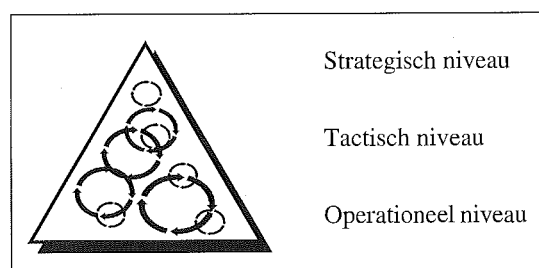 Strategisch niveau
Tactisch niveau
Operationeel niveau